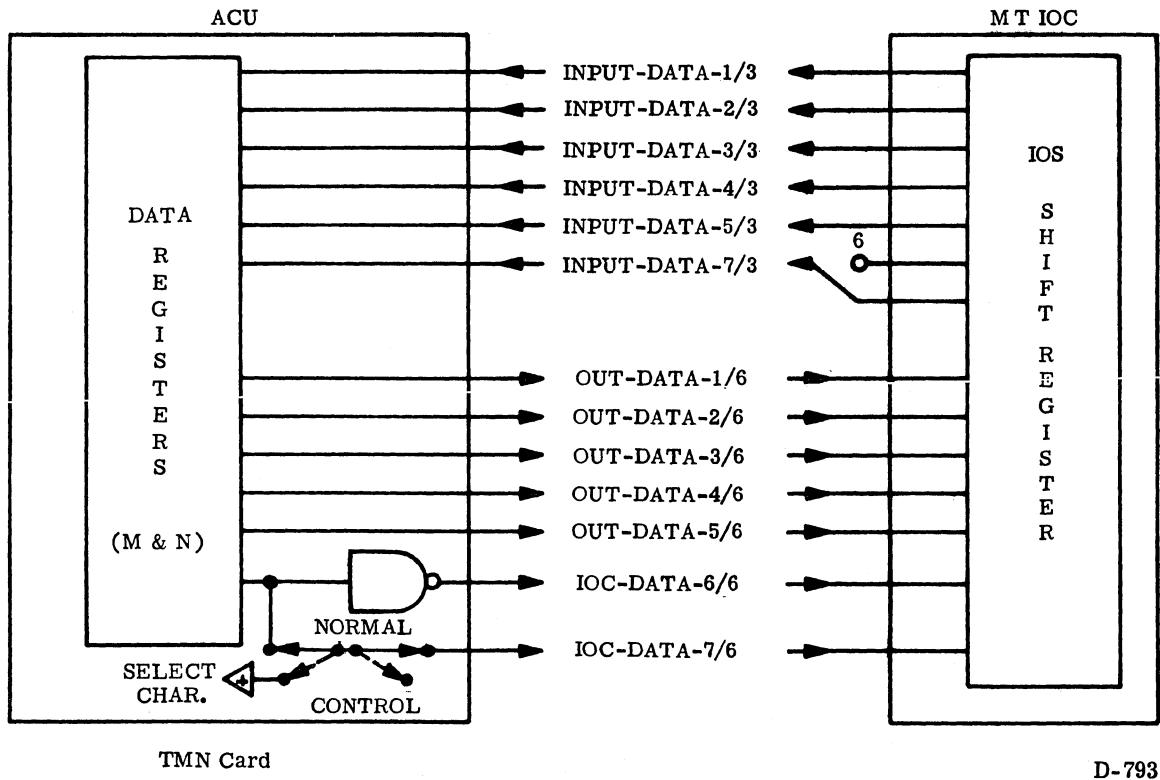 ACU
M T IOC
DATA
REGISTERS
(M & N)
INPUT-DATA-1/3
INPUT-DATA-2/3
INPUT-DATA-3/3
INPUT-DATA-4/3
INPUT-DATA-5/3
INPUT-DATA-7/3
6
IOS
SHIFT
REGISTER
OUT-DATA-1/6
OUT-DATA-2/6
OUT-DATA-3/6
OUT-DATA-4/6
OUT-DATA-5/6
IOC-DATA-6/6
IOC-DATA-7/6
NORMAL
SELECT
CHAR.
+
CONTROL
TMN Card
D-793